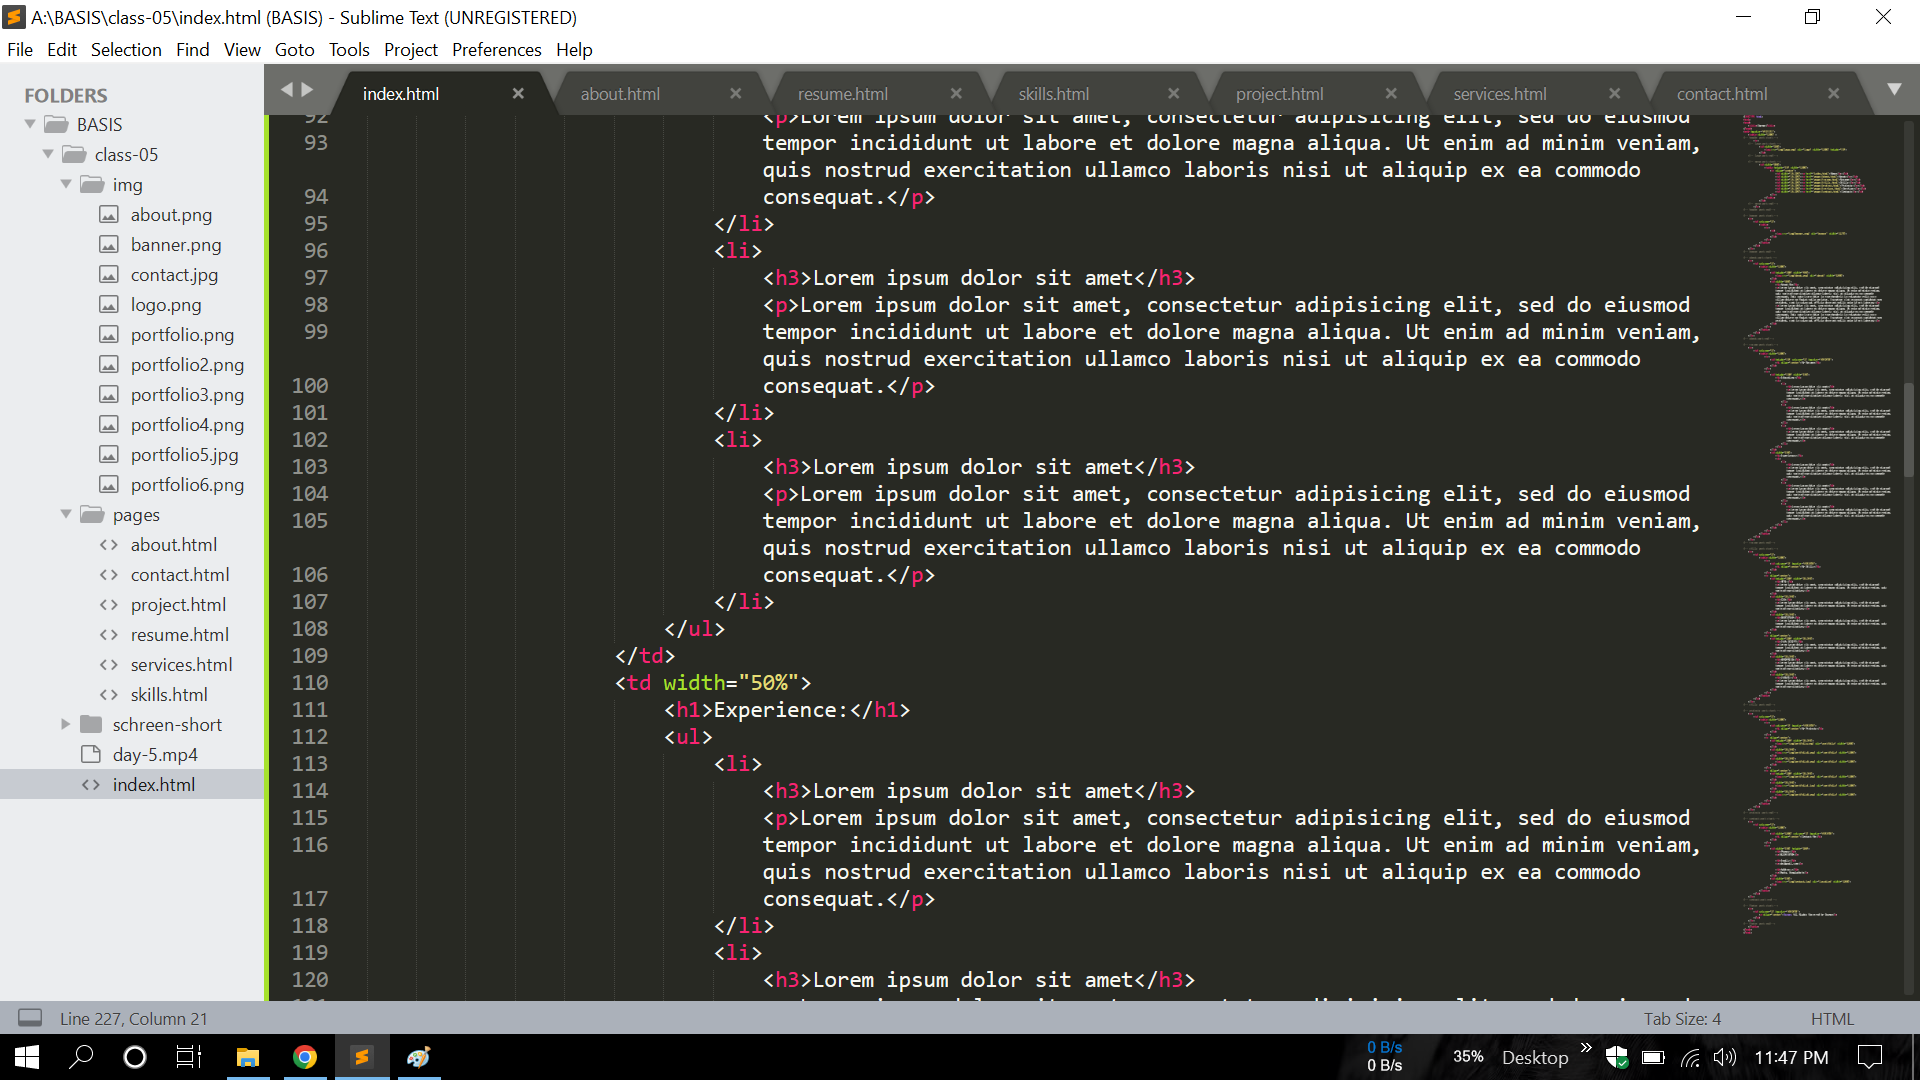 A:\BASIS\class-05\index.html (BASIS) - Sublime Text (UNREGISTERED)
File Edit Selection Find View Goto Tools Project Preferences Help
FOLDERS
BASIS
class-05
img
about.png
banner.png
contact.jpg
logo.png
portfolio.png
portfolio2.png
portfolio3.png
portfolio4.png
portfolio5.jpg
portfolio6.png
pages
about.html
contact.html
project.html
resume.html
services.html
skills.html
schreen-short
day-5.mp4
index.html
index.html about.html resume.html skills.html project.html services.html contact.html
92 <p>Lorem ipsum dolor sit amet, consectetur adipisicing elit, sed do eiusmod
93 tempor incididunt ut labore et dolore magna aliqua. Ut enim ad minim veniam,
quis nostrud exercitation ullamco laboris nisi ut aliquip ex ea commodo
94 consequat.</p>
95 </li>
96 <li>
97 <h3>Lorem ipsum dolor sit amet</h3>
98 <p>Lorem ipsum dolor sit amet, consectetur adipisicing elit, sed do eiusmod
99 tempor incididunt ut labore et dolore magna aliqua. Ut enim ad minim veniam,
quis nostrud exercitation ullamco laboris nisi ut aliquip ex ea commodo
100 consequat.</p>
101 </li>
102 <li>
103 <h3>Lorem ipsum dolor sit amet</h3>
104 <p>Lorem ipsum dolor sit amet, consectetur adipisicing elit, sed do eiusmod
105 tempor incididunt ut labore et dolore magna aliqua. Ut enim ad minim veniam,
quis nostrud exercitation ullamco laboris nisi ut aliquip ex ea commodo
106 consequat.</p>
107 </li>
108 </ul>
109 </td>
110 <td width="50%">
111 <h1>Experience:</h1>
112 <ul>
113 <li>
114 <h3>Lorem ipsum dolor sit amet</h3>
115 <p>Lorem ipsum dolor sit amet, consectetur adipisicing elit, sed do eiusmod
116 tempor incididunt ut labore et dolore magna aliqua. Ut enim ad minim veniam,
quis nostrud exercitation ullamco laboris nisi ut aliquip ex ea commodo
117 consequat.</p>
118 </li>
119 <li>
120 <h3>Lorem ipsum dolor sit amet</h3>
Line 227, Column 21
Tab Size: 4
HTML
0 B/s
0 B/s
35%
Desktop
11:47 PM